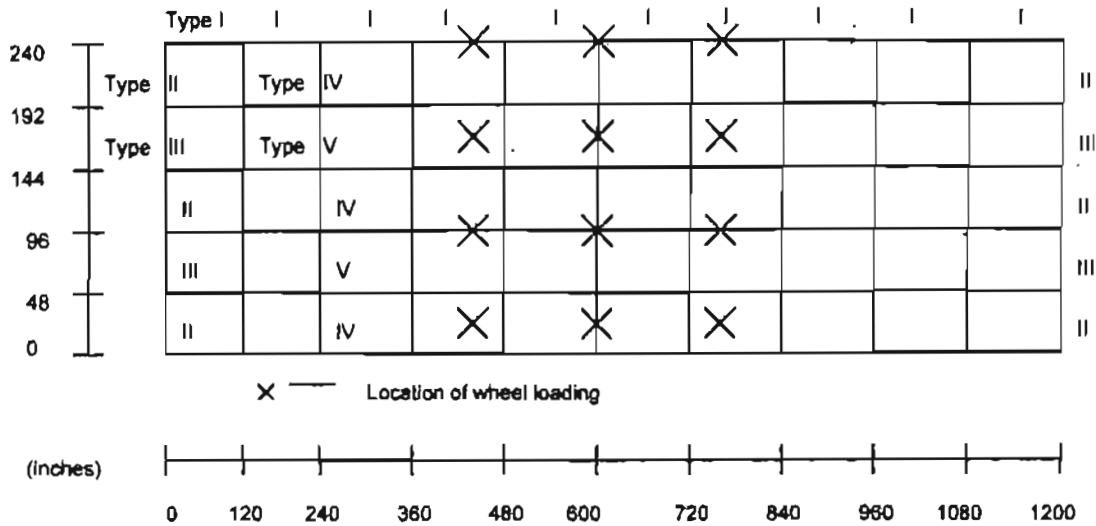 Type I I I I I I I I I I
240
Type II Type IV II
192
Type III Type V III
144
II IV II
96
III V III
48
II IV II
0
X — Location of wheel loading
(inches)
0 120 240 360 480 600 720 840 960 1080 1200